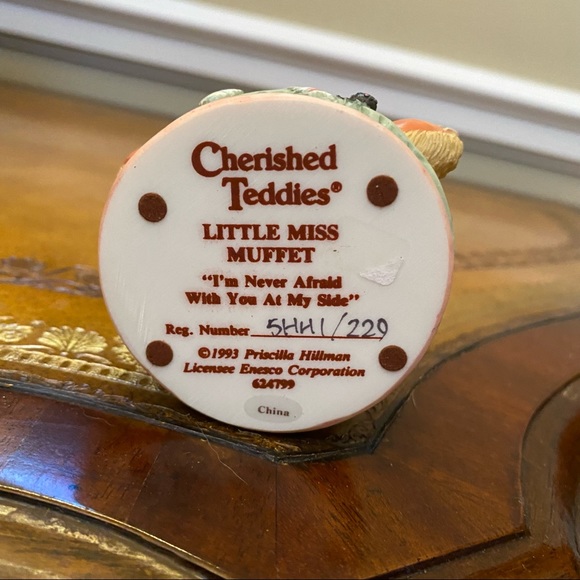 Cherished
Teddies®
LITTLE MISS
MUFFET
“I'm Never Afraid
With You At My Side”
Reg. Number 5HH1/229
©1993 Priscilla Hillman
Licensee Enesco Corporation
624799
China